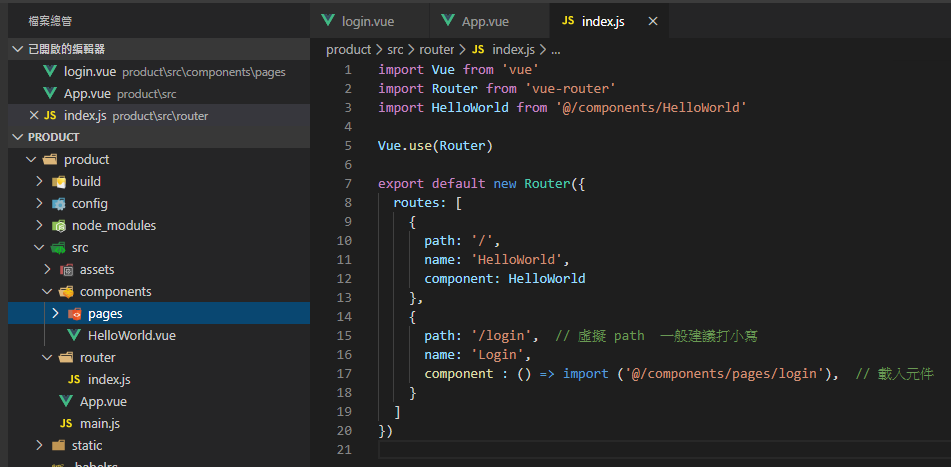 檔案總管
已開啟的編輯器
login.vue product\src\components\pages
App.vue product\src
index.js product\src\router
PRODUCT
product
build
config
node_modules
src
assets
components
pages
HelloWorld.vue
router
index.js
App.vue
main.js
static
.babelrc
login.vue
App.vue
JS index.js ×
product > src > router > JS index.js > ...
1 import Vue from 'vue'
2 import Router from 'vue-router'
3 import HelloWorld from '@/components/HelloWorld'
4
5 Vue.use(Router)
6
7 export default new Router({
8 routes: [
9 {
10 path: '/',
11 name: 'HelloWorld',
12 component: HelloWorld
13 },
14 {
15 path: '/login', // 虛擬 path 一般建議打小寫
16 name: 'Login',
17 component : () => import ('@/components/pages/login'), // 載入元件
18 }
19 ]
20 })
21